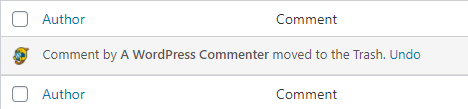 Author Comment
Comment by A WordPress Commenter moved to the Trash. Undo
Author Comment